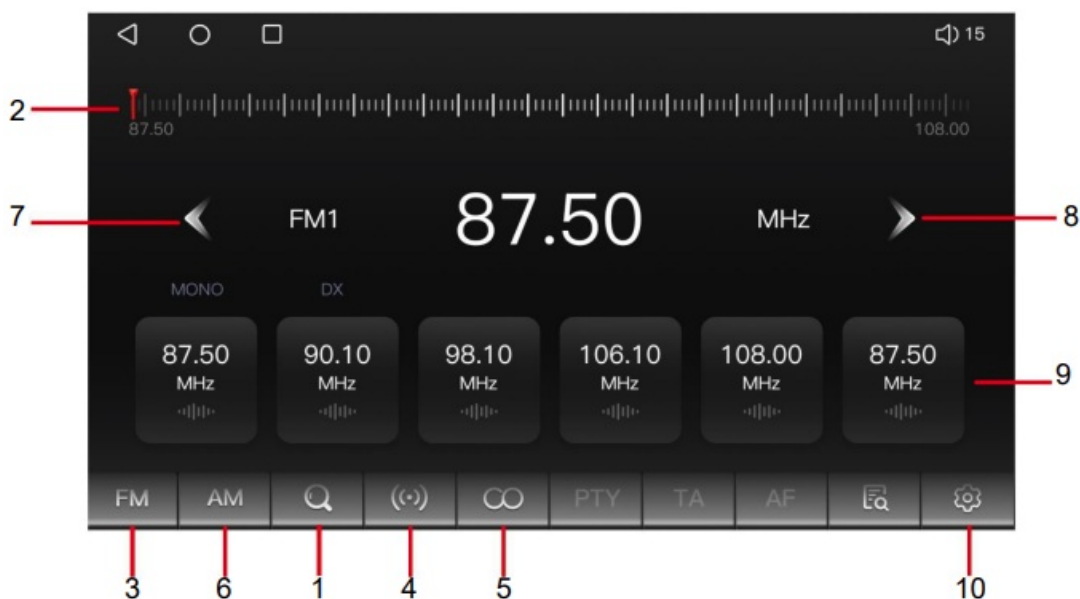 15
2
87.50
108.00
7
FM1
87.50
MHz
8
MONO
DX
87.50
MHz
90.10
MHz
98.10
MHz
106.10
MHz
108.00
MHz
87.50
MHz
9
FM
AM
PTY
TA
AF
3
6
1
4
5
10